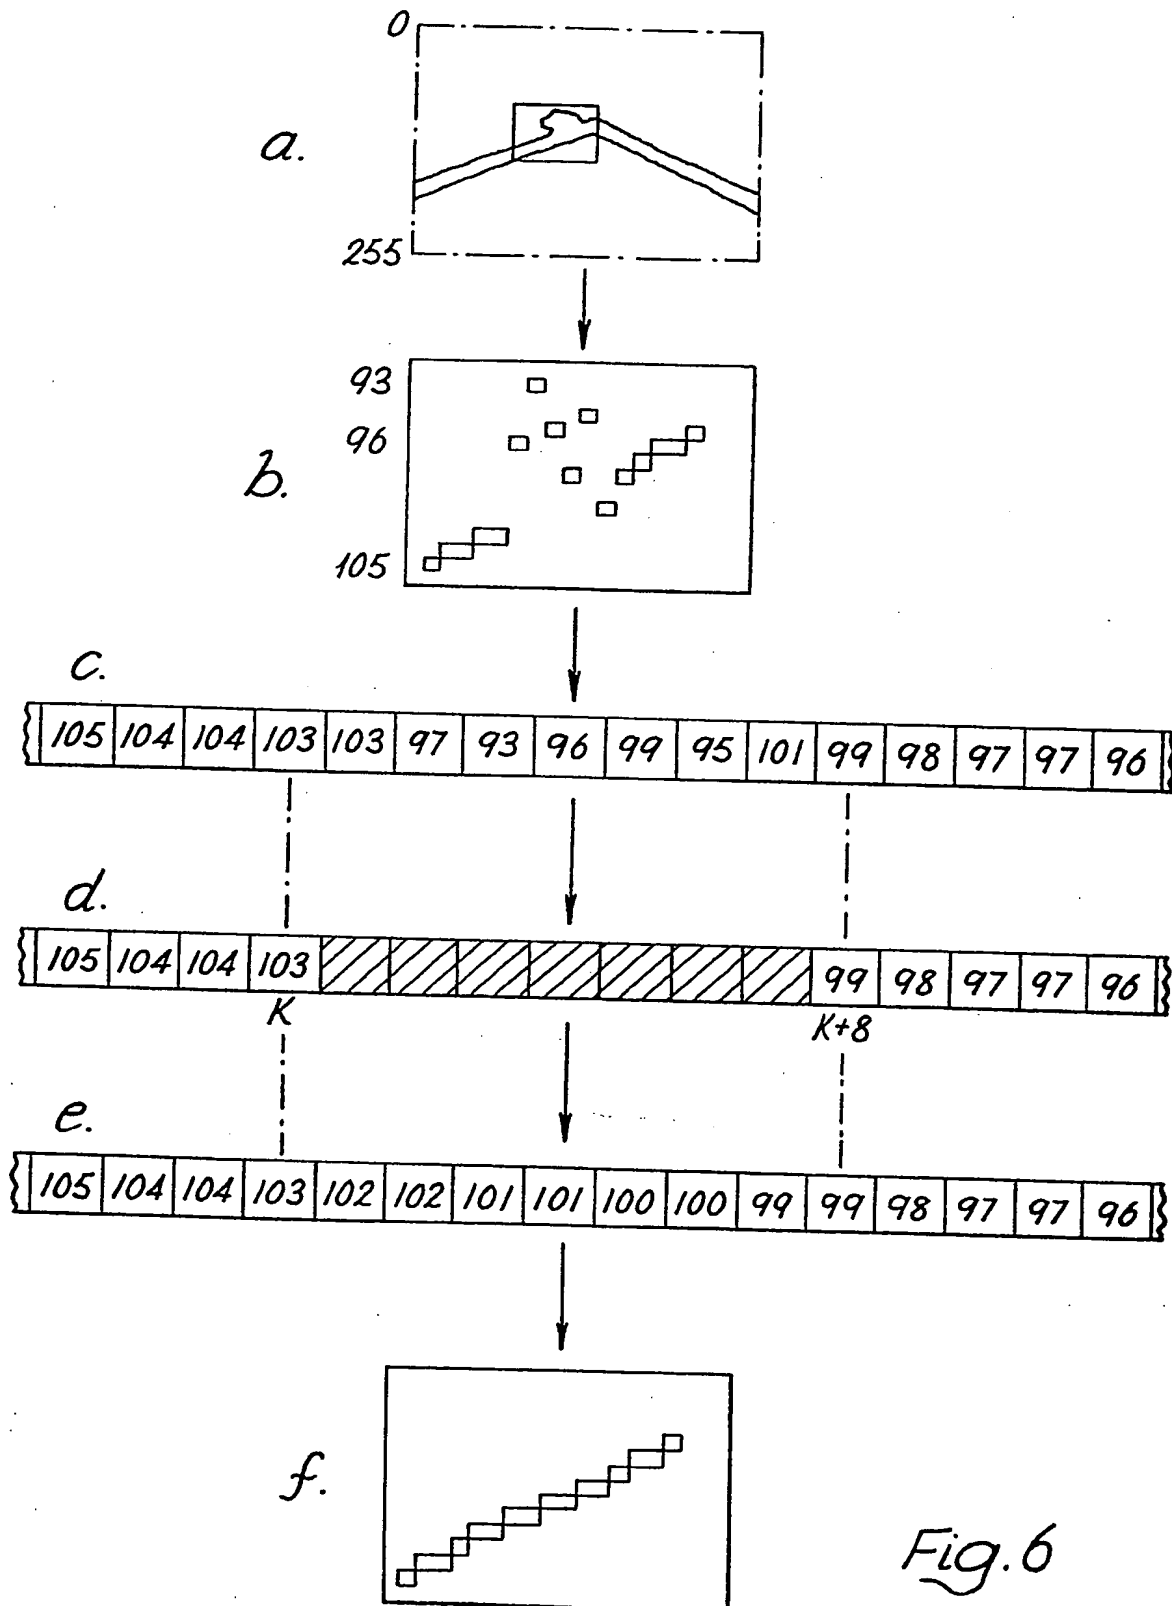 0
a.
255
93
96
b.
105
c.
105 104 104 103 103 97 93 96 99 95 101 99 98 97 97 96
d.
105 104 104 103 99 98 97 97 96
K K+8
e.
105 104 104 103 102 102 101 101 100 100 99 99 98 97 97 96
f.
Fig. 6